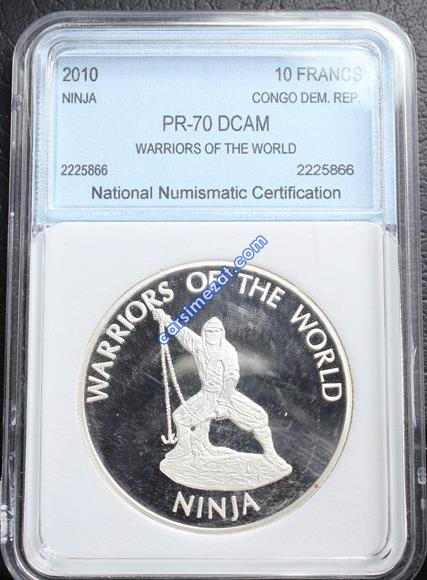 2010 10 FRANCS
NINJA CONGO DEM. REP.
PR-70 DCAM
WARRIORS OF THE WORLD
2225866 2225866
National Numismatic Certification
WARRIORS OF THE WORLD
carsimezat.com
NINJA